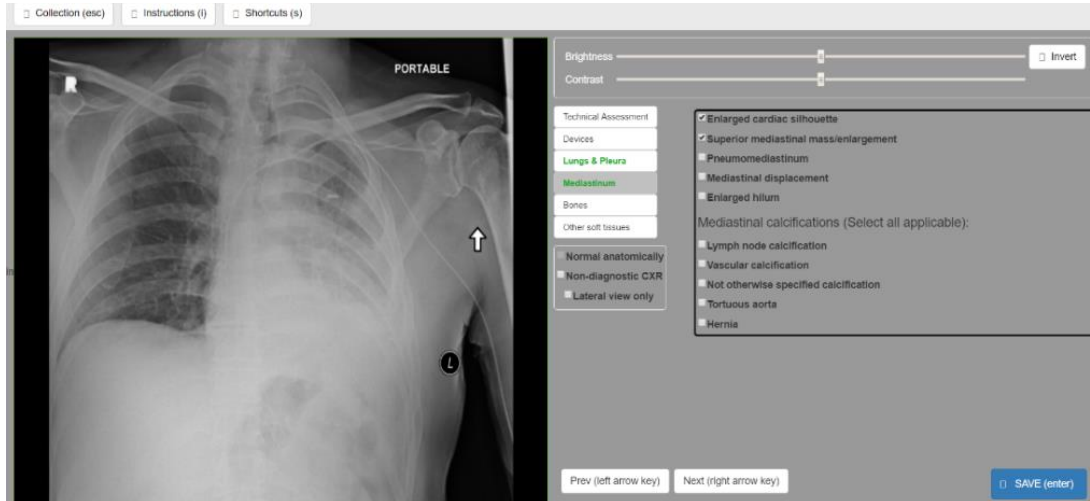 Collection (esc)
Instructions (i)
Shortcuts (s)
R
PORTABLE
L
Brightness
Contrast
Invert
Technical Assessment
Devices
Lungs & Pleura
Mediastinum
Bones
Other soft tissues
Normal anatomically
Non-diagnostic CXR
Lateral view only
Enlarged cardiac silhouette
Superior mediastinal mass/enlargement
Pneumomediastinum
Mediastinal displacement
Enlarged hilum
Mediastinal calcifications (Select all applicable):
Lymph node calcification
Vascular calcification
Not otherwise specified calcification
Tortuous aorta
Hernia
Prev (left arrow key)
Next (right arrow key)
SAVE (enter)